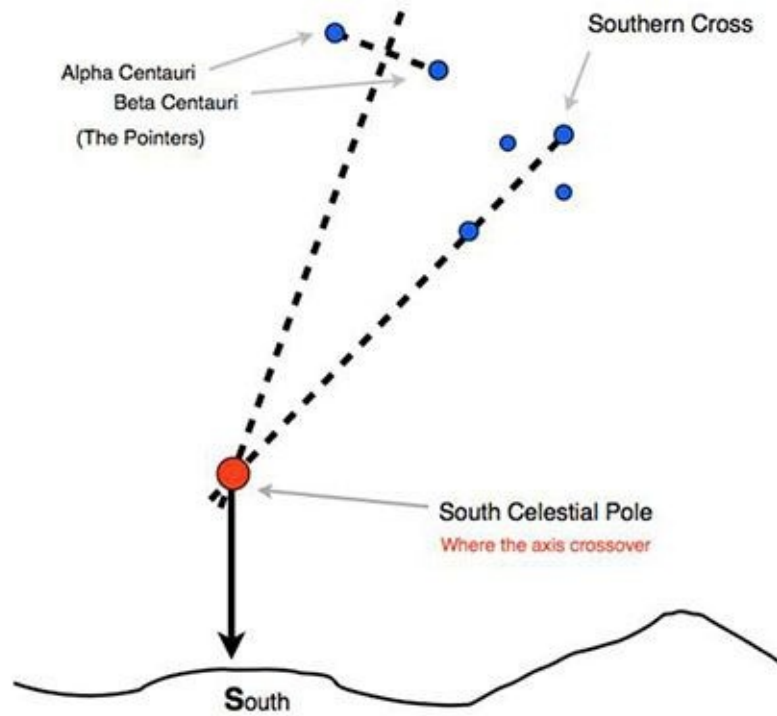 Southern Cross
Alpha Centauri
Beta Centauri
(The Pointers)
South Celestial Pole
Where the axis crossover
South